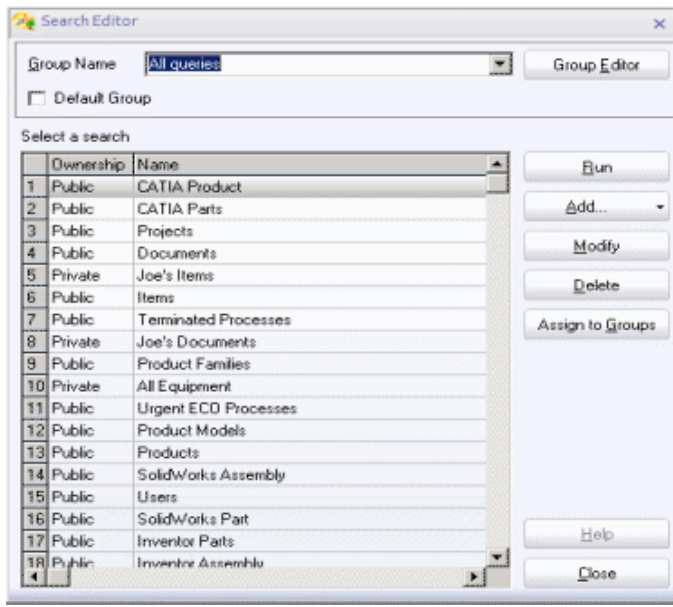 Search Editor
Group Name All queries Group Editor
Default Group
Select a search
Ownership Name
1 Public CATIA Product
2 Public CATIA Parts
3 Public Projects
4 Public Documents
5 Private Joe's Items
6 Public Items
7 Public Terminated Processes
8 Private Joe's Documents
9 Public Product Families
10 Private All Equipment
11 Public Urgent ECO Processes
12 Public Product Models
13 Public Products
14 Public SolidWorks Assembly
15 Public Users
16 Public SolidWorks Part
17 Public Inventor Parts
18 Public Inventor Assembly
Run
Add...
Modify
Delete
Assign to Groups
Help
Close